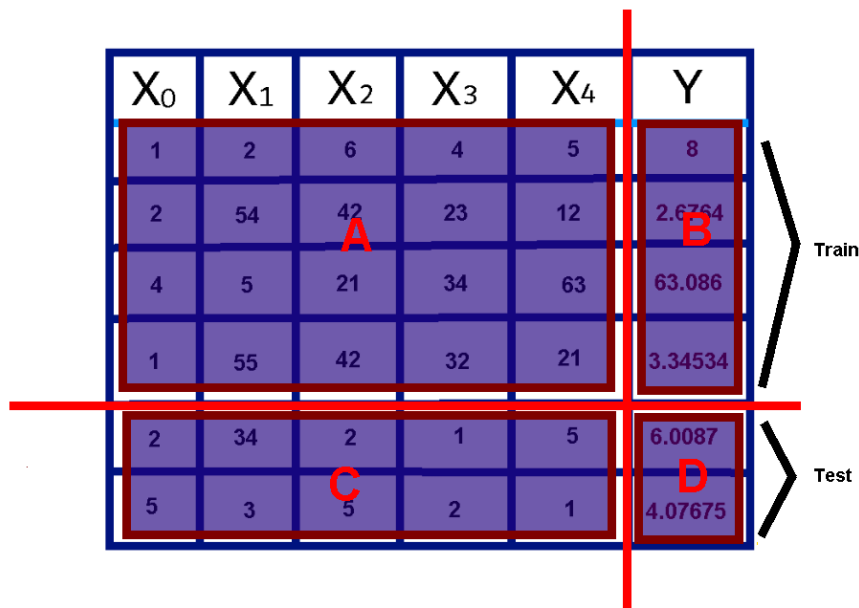 X0 X1 X2 X3 X4 Y
1 2 6 4 5 8
2 54 42 23 12 2.6764
A B
Train
4 5 21 34 63 63.086
1 55 42 32 21 3.34534
2 34 2 1 5 6.0087
C D
Test
5 3 5 2 1 4.07675